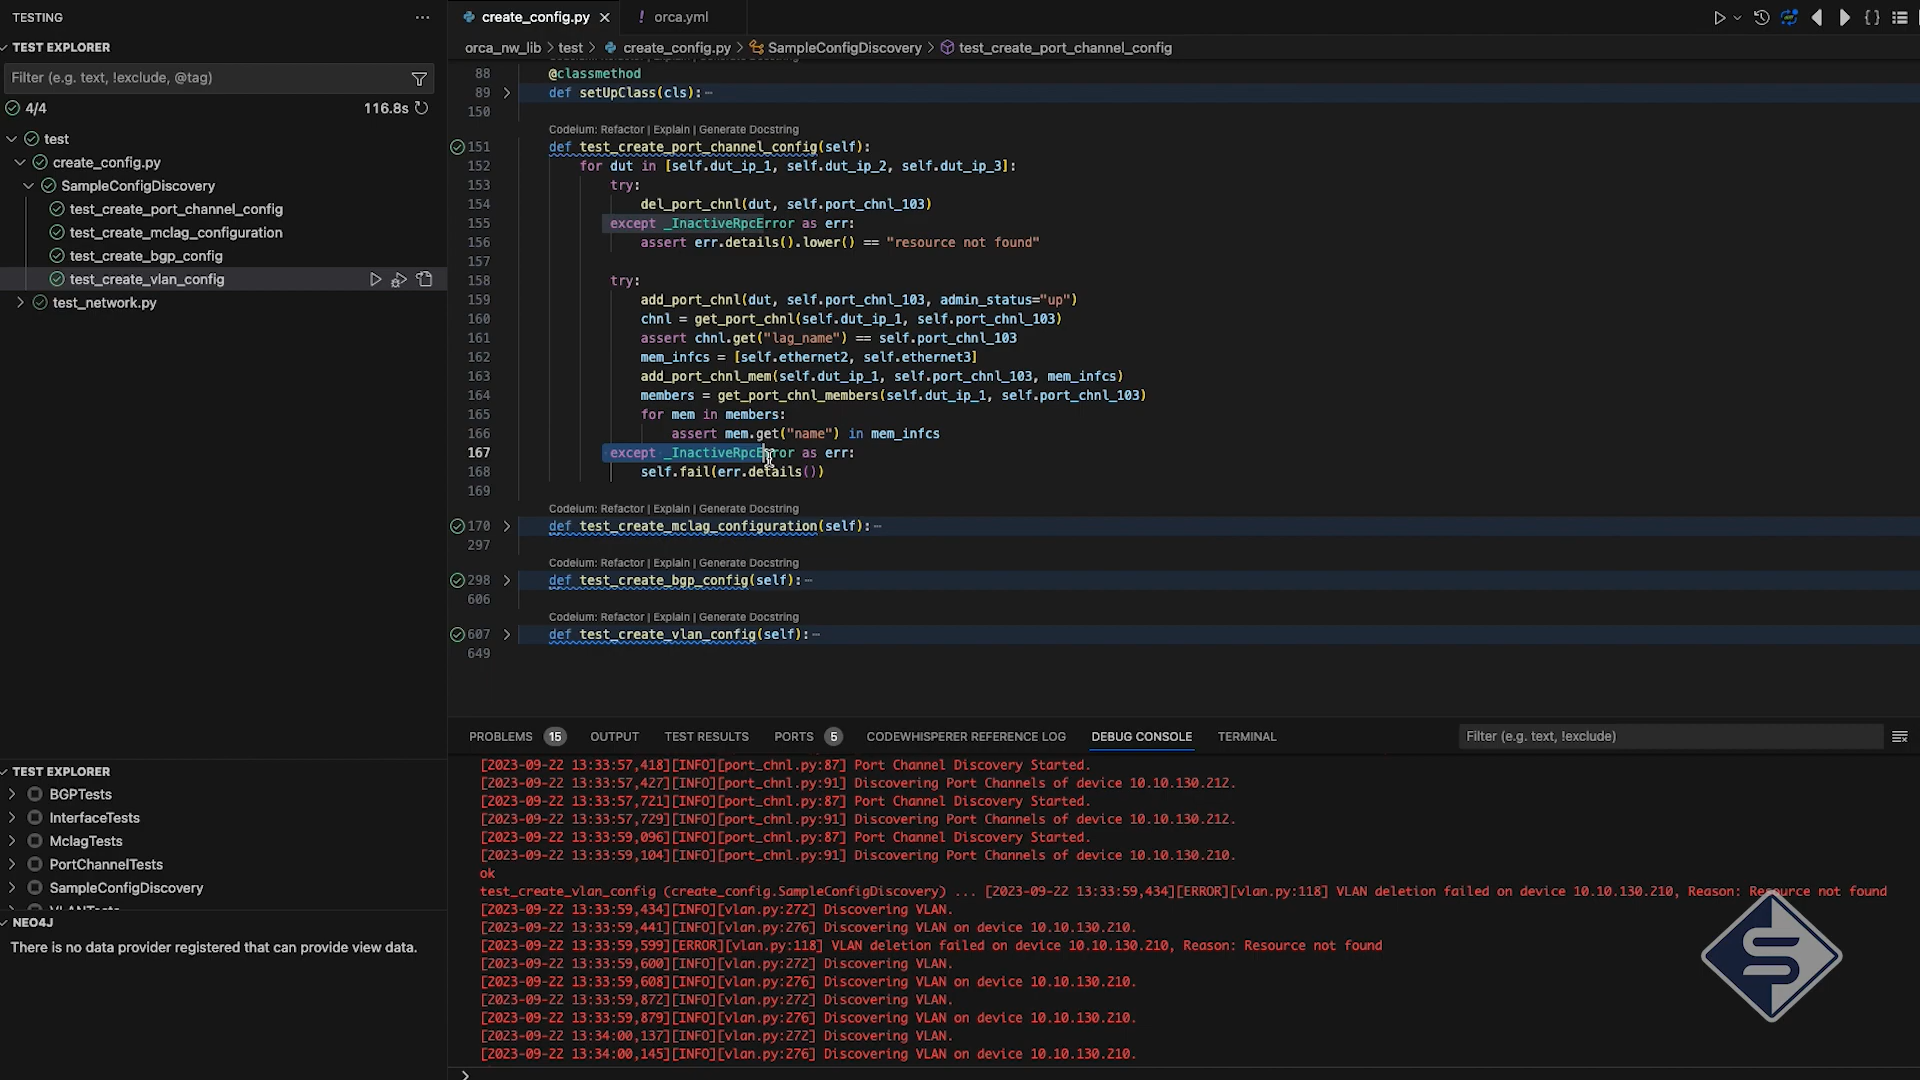 TESTING
TEST EXPLORER
Filter (e.g. text, !exclude, @tag)
4/4 116.8s
test
create_config.py
SampleConfigDiscovery
test_create_port_channel_config
test_create_mclag_configuration
test_create_bgp_config
test_create_vlan_config
test_network.py
TEST EXPLORER
BGPTests
InterfaceTests
MclagTests
PortChannelTests
SampleConfigDiscovery
VLANTests
NEO4J
There is no data provider registered that can provide view data.
create_config.py ! orca.yml
orca_nw_lib > test > create_config.py > SampleConfigDiscovery > test_create_port_channel_config
Codeium: Refactor | Explain | Generate Docstring
88 @classmethod
89 def setUpClass(cls):
150
Codeium: Refactor | Explain | Generate Docstring
151 def test_create_port_channel_config(self):
152 for dut in [self.dut_ip_1, self.dut_ip_2, self.dut_ip_3]:
153 try:
154 del_port_chnl(dut, self.port_chnl_103)
155 except _InactiveRpcError as err:
156 assert err.details().lower() == "resource not found"
157
158 try:
159 add_port_chnl(dut, self.port_chnl_103, admin_status="up")
160 chnl = get_port_chnl(self.dut_ip_1, self.port_chnl_103)
161 assert chnl.get("lag_name") == self.port_chnl_103
162 mem_infcs = [self.ethernet2, self.ethernet3]
163 add_port_chnl_mem(self.dut_ip_1, self.port_chnl_103, mem_infcs)
164 members = get_port_chnl_members(self.dut_ip_1, self.port_chnl_103)
165 for mem in members:
166 assert mem.get("name") in mem_infcs
167 except _InactiveRpcError as err:
168 self.fail(err.details())
169
Codeium: Refactor | Explain | Generate Docstring
170 def test_create_mclag_configuration(self):
297
Codeium: Refactor | Explain | Generate Docstring
298 def test_create_bgp_config(self):
606
Codeium: Refactor | Explain | Generate Docstring
607 def test_create_vlan_config(self):
649
PROBLEMS 15 OUTPUT TEST RESULTS PORTS 5 CODEWHISPERER REFERENCE LOG DEBUG CONSOLE TERMINAL Filter (e.g. text, !exclude)
[2023-09-22 13:33:57,418][INFO][port_chnl.py:87] Port Channel Discovery Started.
[2023-09-22 13:33:57,427][INFO][port_chnl.py:91] Discovering Port Channels of device 10.10.130.212.
[2023-09-22 13:33:57,721][INFO][port_chnl.py:87] Port Channel Discovery Started.
[2023-09-22 13:33:57,729][INFO][port_chnl.py:91] Discovering Port Channels of device 10.10.130.212.
[2023-09-22 13:33:59,096][INFO][port_chnl.py:87] Port Channel Discovery Started.
[2023-09-22 13:33:59,104][INFO][port_chnl.py:91] Discovering Port Channels of device 10.10.130.210.
ok
test_create_vlan_config (create_config.SampleConfigDiscovery) ... [2023-09-22 13:33:59,434][ERROR][vlan.py:118] VLAN deletion failed on device 10.10.130.210, Reason: Resource not found
[2023-09-22 13:33:59,434][INFO][vlan.py:272] Discovering VLAN.
[2023-09-22 13:33:59,441][INFO][vlan.py:276] Discovering VLAN on device 10.10.130.210.
[2023-09-22 13:33:59,599][ERROR][vlan.py:118] VLAN deletion failed on device 10.10.130.210, Reason: Resource not found
[2023-09-22 13:33:59,600][INFO][vlan.py:272] Discovering VLAN.
[2023-09-22 13:33:59,608][INFO][vlan.py:276] Discovering VLAN on device 10.10.130.210.
[2023-09-22 13:33:59,872][INFO][vlan.py:272] Discovering VLAN.
[2023-09-22 13:33:59,879][INFO][vlan.py:276] Discovering VLAN on device 10.10.130.210.
[2023-09-22 13:34:00,137][INFO][vlan.py:272] Discovering VLAN.
[2023-09-22 13:34:00,145][INFO][vlan.py:276] Discovering VLAN on device 10.10.130.210.